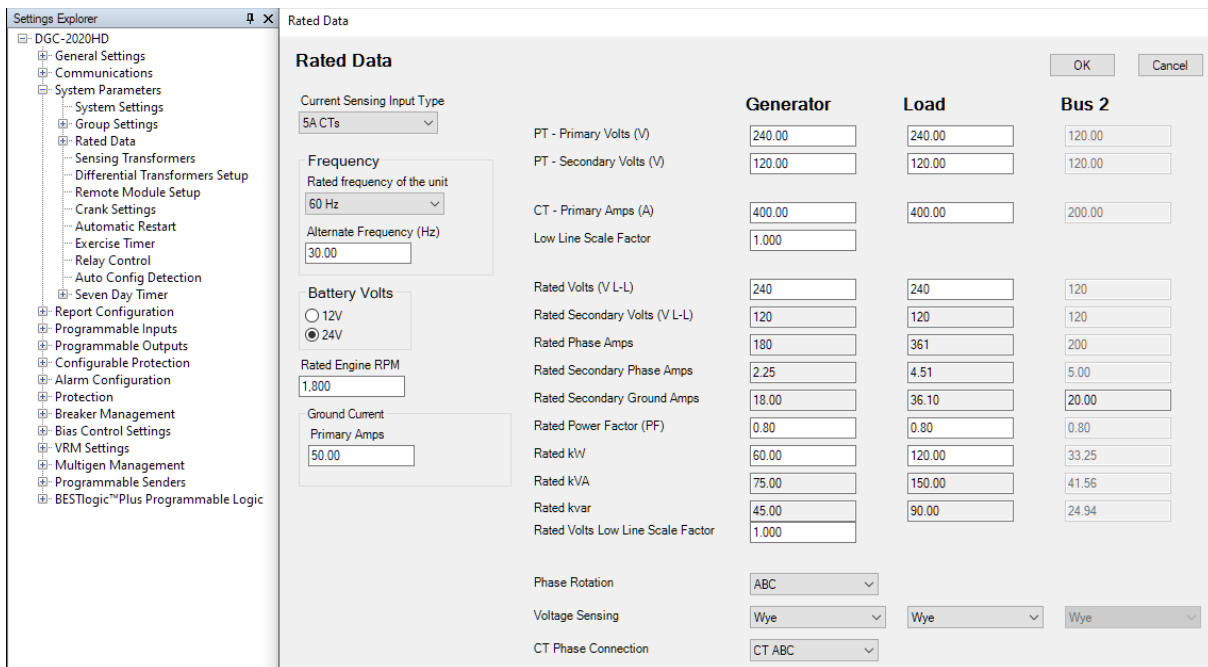 Settings Explorer
DGC-2020HD
General Settings
Communications
System Parameters
System Settings
Group Settings
Rated Data
Sensing Transformers
Differential Transformers Setup
Remote Module Setup
Crank Settings
Automatic Restart
Exercise Timer
Relay Control
Auto Config Detection
Seven Day Timer
Report Configuration
Programmable Inputs
Programmable Outputs
Configurable Protection
Alarm Configuration
Protection
Breaker Management
Bias Control Settings
VRM Settings
Multigen Management
Programmable Senders
BESTlogic™Plus Programmable Logic
Rated Data
Rated Data
OK Cancel
Current Sensing Input Type
5A CTs
Frequency
Rated frequency of the unit
60 Hz
Alternate Frequency (Hz)
30.00
Battery Volts
12V
24V
Rated Engine RPM
1,800
Ground Current
Primary Amps
50.00
Generator Load Bus 2
PT - Primary Volts (V) 240.00 240.00 120.00
PT - Secondary Volts (V) 120.00 120.00 120.00
CT - Primary Amps (A) 400.00 400.00 200.00
Low Line Scale Factor 1.000
Rated Volts (V L-L) 240 240 120
Rated Secondary Volts (V L-L) 120 120 120
Rated Phase Amps 180 361 200
Rated Secondary Phase Amps 2.25 4.51 5.00
Rated Secondary Ground Amps 18.00 36.10 20.00
Rated Power Factor (PF) 0.80 0.80 0.80
Rated kW 60.00 120.00 33.25
Rated kVA 75.00 150.00 41.56
Rated kvar 45.00 90.00 24.94
Rated Volts Low Line Scale Factor 1.000
Phase Rotation ABC
Voltage Sensing Wye Wye Wye
CT Phase Connection CT ABC